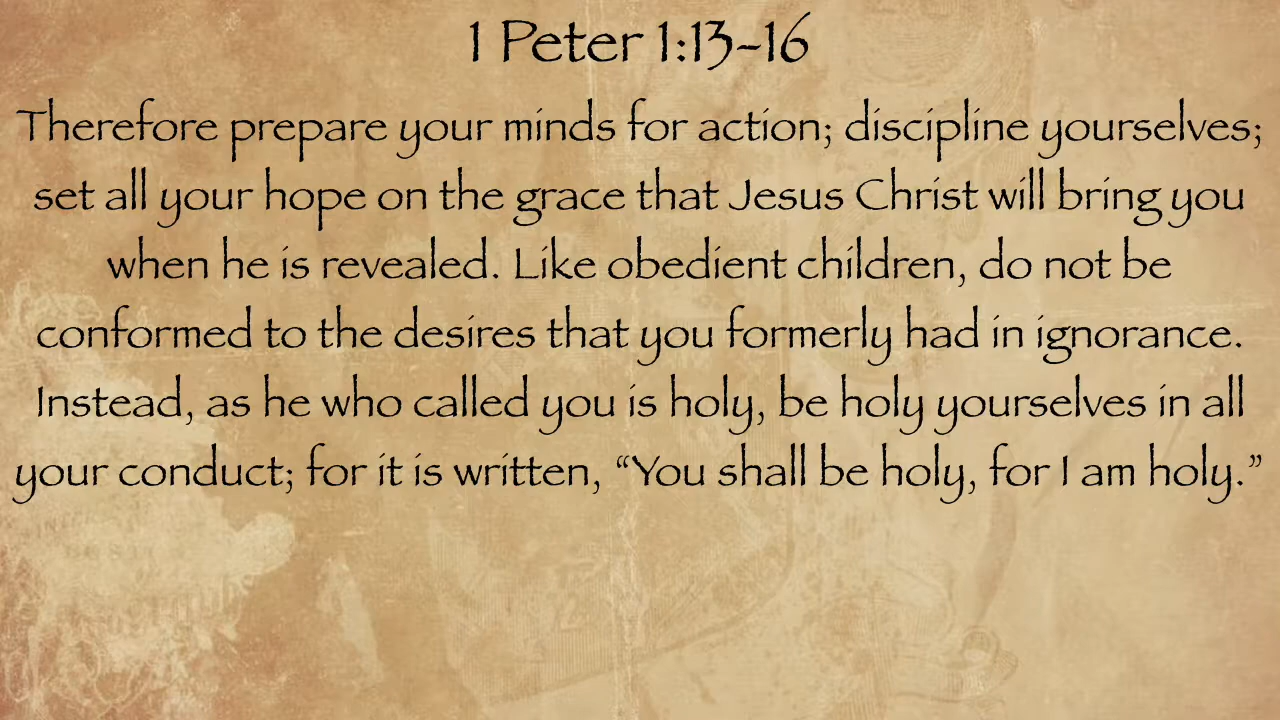 1 Peter 1:13-16
Therefore prepare your minds for action; discipline yourselves;
set all your hope on the grace that Jesus Christ will bring you
when he is revealed. Like obedient children, do not be
conformed to the desires that you formerly had in ignorance.
Instead, as he who called you is holy, be holy yourselves in all
your conduct; for it is written, “You shall be holy, for I am holy.”